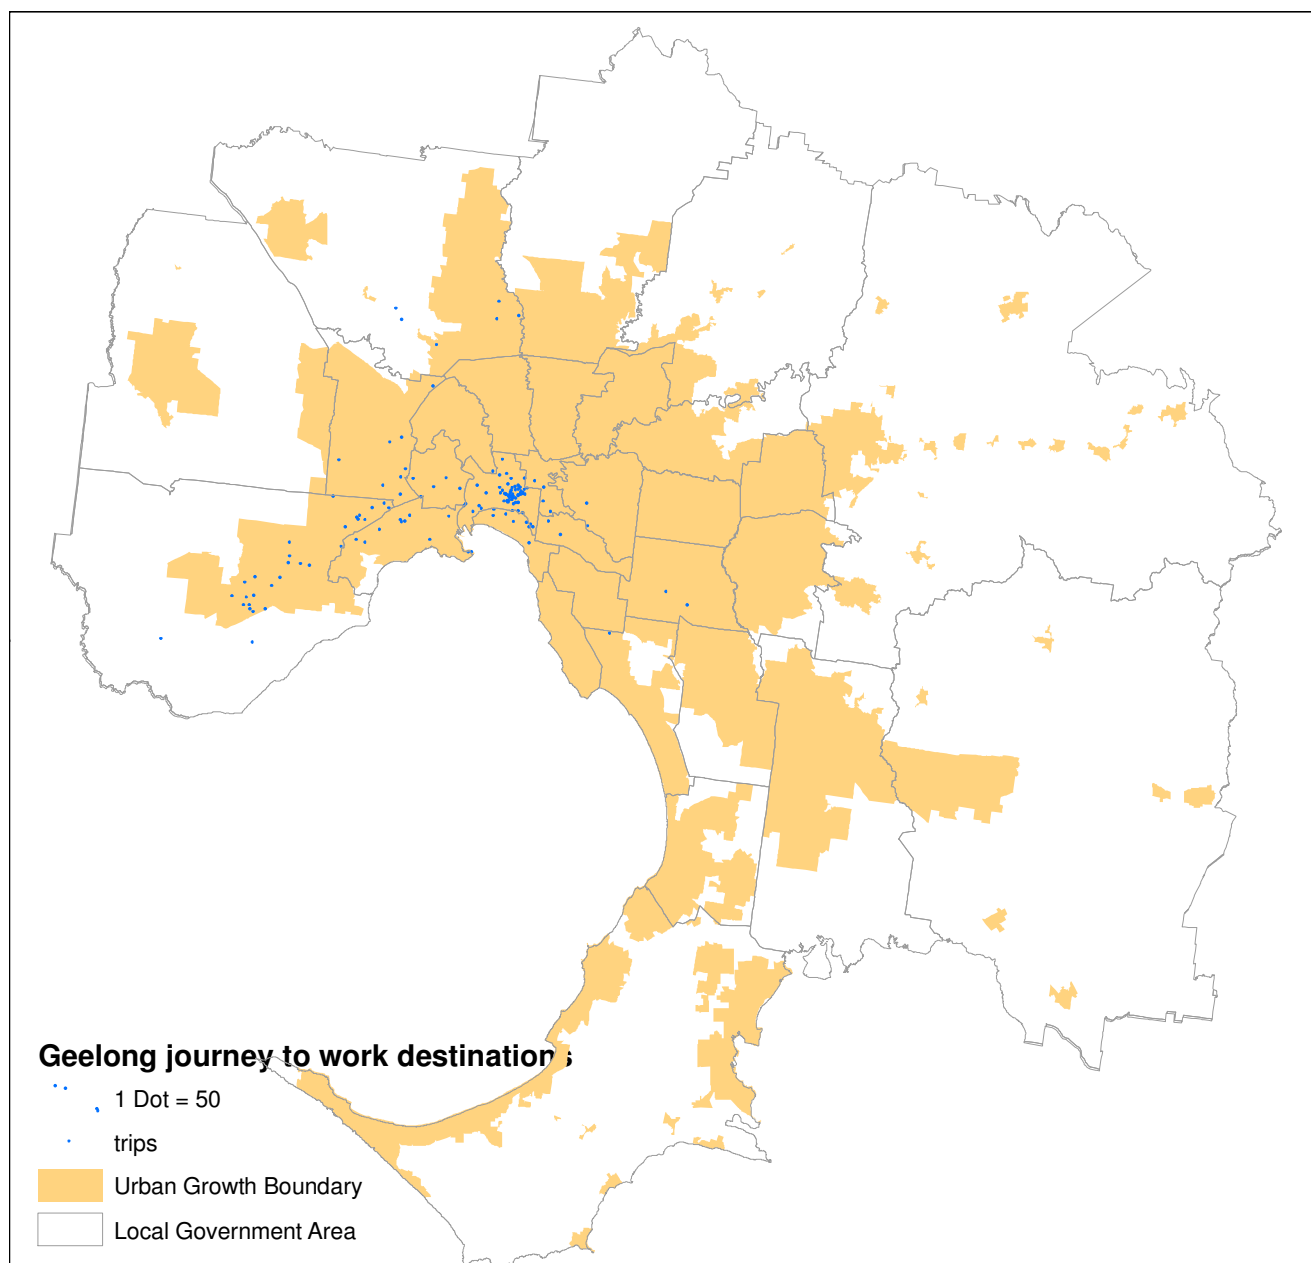 Geelong journey to work destinations
1 Dot = 50
trips
Urban Growth Boundary
Local Government Area